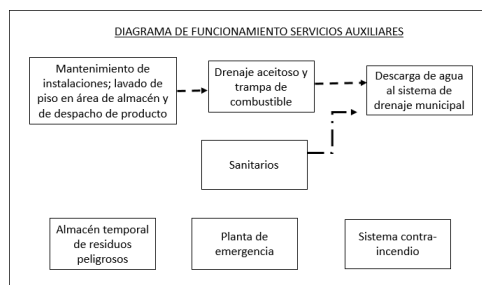 DIAGRAMA DE FUNCIONAMIENTO SERVICIOS AUXILIARES
Mantenimiento de
instalaciones; lavado de
piso en área de almacén y
de despacho de producto
Drenaje aceitoso y
trampa de
combustible
Descarga de agua
al sistema de
drenaje municipal
Sanitarios
Almacén temporal
de residuos
peligrosos
Planta de
emergencia
Sistema contra-
incendio